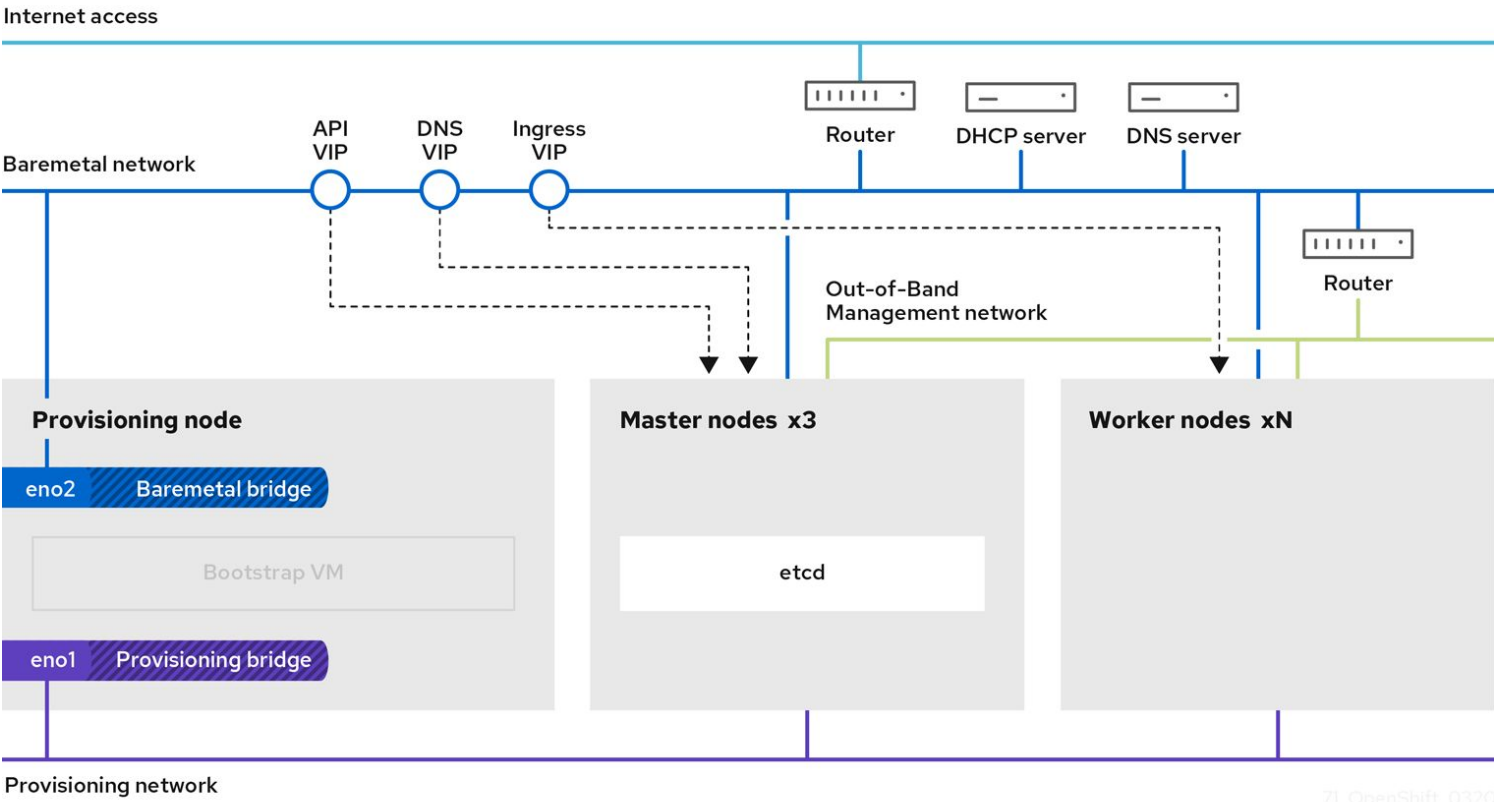 Internet access
API
VIP
DNS
VIP
Ingress
VIP
Router
DHCP server
DNS server
Baremetal network
Router
Out-of-Band
Management network
Provisioning node
Master nodes x3
Worker nodes xN
eno2
Baremetal bridge
Bootstrap VM
etcd
eno1
Provisioning bridge
Provisioning network